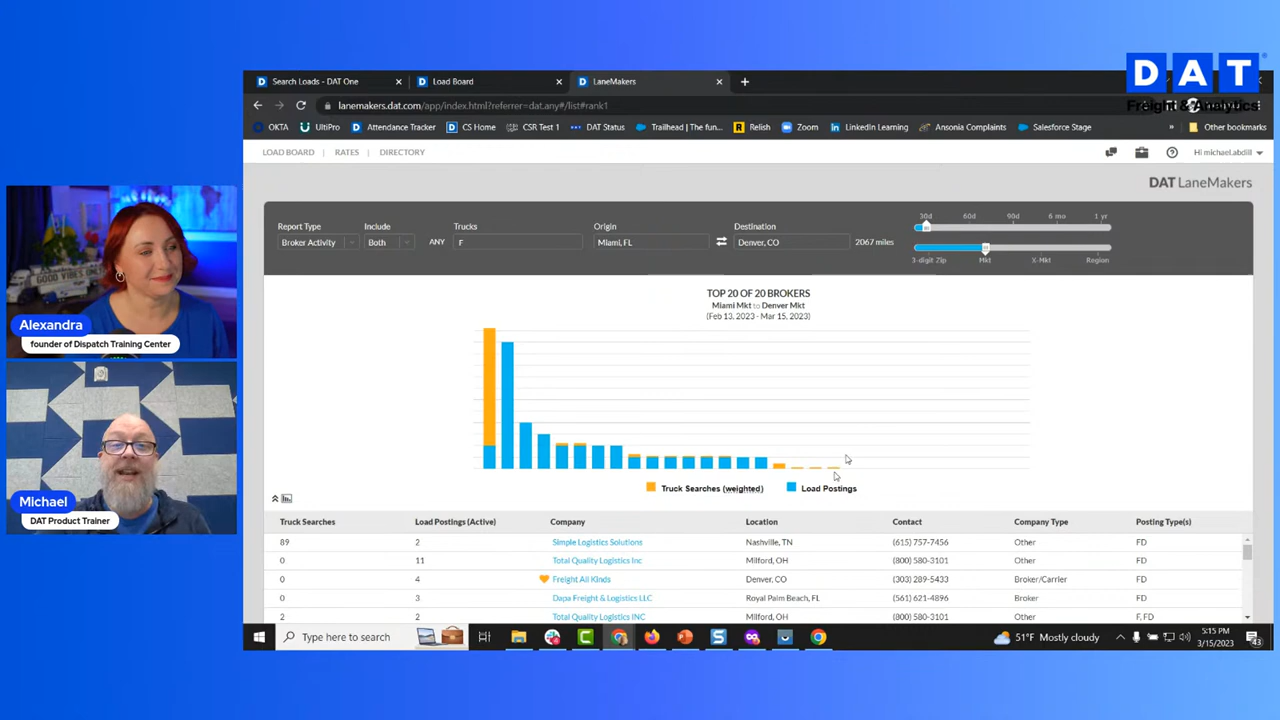 DAT
Freight & Analytics
Search Loads - DAT One
Load Board
LaneMakers
lanemakers.dat.com/app/index.html?referrer=dat.any#/list#rank1
OKTA
UltiPro
Attendance Tracker
CS Home
CSR Test 1
DAT Status
Trailhead | The fun...
Relish
Zoom
LinkedIn Learning
Ansonia Complaints
Salesforce Stage
»
Other bookmarks
LOAD BOARD | RATES | DIRECTORY
Hi michael.abdill
DAT LaneMakers
Report Type
Include
Trucks
Origin
Destination
Broker Activity
Both
ANY
F
Miami, FL
Denver, CO
2067 miles
30d 60d 90d 6 mo 1 yr
3-digit Zip Mkt X-Mkt Region
TOP 20 OF 20 BROKERS
Miami Mkt to Denver Mkt
(Feb 13, 2023 - Mar 15, 2023)
Truck Searches (weighted)
Load Postings
Truck Searches Load Postings (Active) Company Location Contact Company Type Posting Type(s)
89 2 Simple Logistics Solutions Nashville, TN (615) 757-7456 Other FD
0 11 Total Quality Logistics Inc Milford, OH (800) 580-3101 Other FD
0 4 Freight All Kinds Denver, CO (303) 289-5433 Broker/Carrier FD
0 3 Dapa Freight & Logistics LLC Royal Palm Beach, FL (561) 621-4896 Broker FD
2 2 Total Quality Logistics INC Milford, OH (800) 580-3101 Other F, FD
Type here to search
51°F Mostly cloudy
5:15 PM
3/15/2023
43
GOOD VIBES ONLY
Alexandra
founder of Dispatch Training Center
Michael
DAT Product Trainer